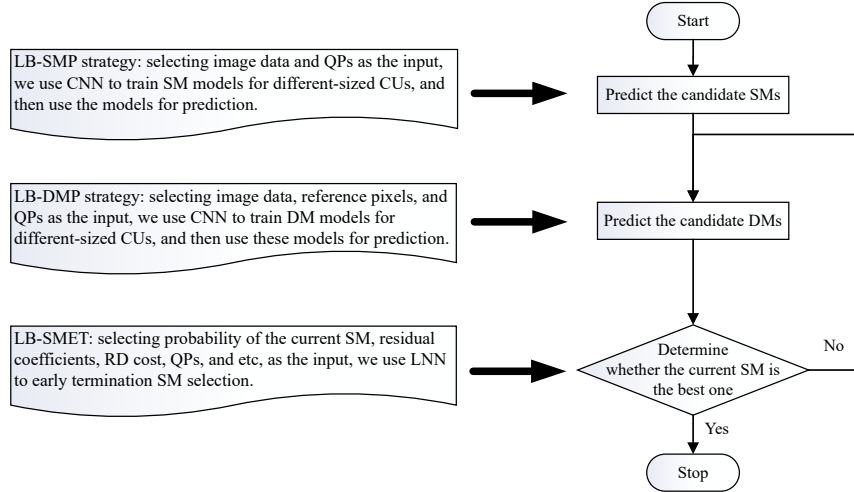 Start
LB-SMP strategy: selecting image data and QPs as the input,
we use CNN to train SM models for different-sized CUs, and
then use the models for prediction.
Predict the candidate SMs
LB-DMP strategy: selecting image data, reference pixels, and
QPs as the input, we use CNN to train DM models for
different-sized CUs, and then use these models for prediction.
Predict the candidate DMs
LB-SMET: selecting probability of the current SM, residual
coefficients, RD cost, QPs, and etc, as the input, we use LNN
to early termination SM selection.
Determine
whether the current SM is
the best one
No
Yes
Stop